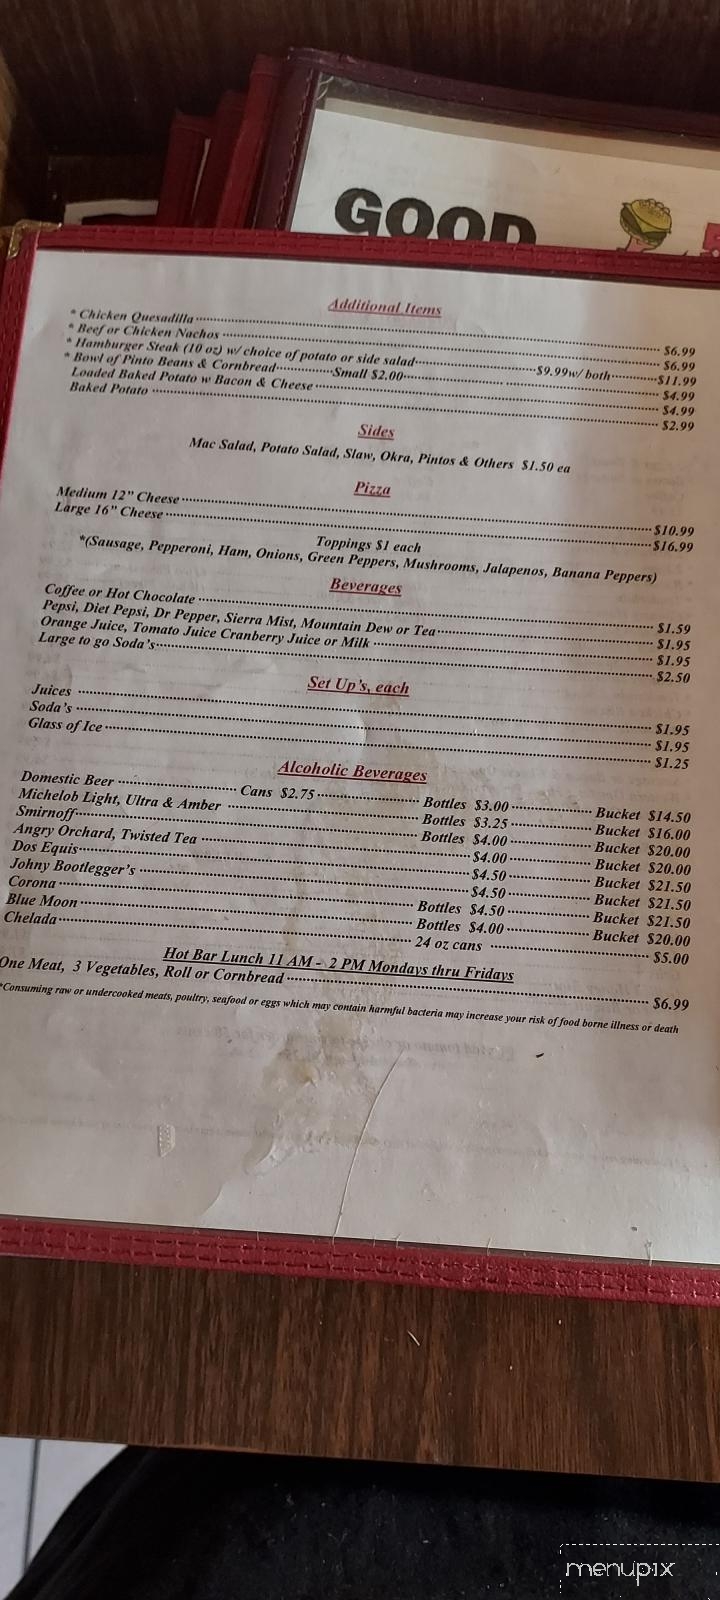 GOOD
Additional Items
* Chicken Quesadilla $6.99
* Beef or Chicken Nachos $6.99
* Hamburger Steak (10 oz) w/ choice of potato or side salad $9.99 w/ both $11.99
* Bowl of Pinto Beans & Cornbread Small $2.00 $4.99
Loaded Baked Potato w Bacon & Cheese $4.99
Baked Potato $2.99
Sides
Mac Salad, Potato Salad, Slaw, Okra, Pintos & Others $1.50 ea
Pizza
Medium 12" Cheese $10.99
Large 16" Cheese $16.99
Toppings $1 each
*(Sausage, Pepperoni, Ham, Onions, Green Peppers, Mushrooms, Jalapenos, Banana Peppers)
Beverages
Coffee or Hot Chocolate $1.59
Pepsi, Diet Pepsi, Dr Pepper, Sierra Mist, Mountain Dew or Tea $1.95
Orange Juice, Tomato Juice Cranberry Juice or Milk $1.95
Large to go Soda's $2.50
Set Up's, each
Juices $1.95
Soda's $1.95
Glass of Ice $1.25
Alcoholic Beverages
Domestic Beer Cans $2.75 Bottles $3.00 Bucket $14.50
Michelob Light, Ultra & Amber Bottles $3.25 Bucket $16.00
Smirnoff Bottles $4.00 Bucket $20.00
Angry Orchard, Twisted Tea $4.00 Bucket $20.00
Dos Equis $4.50 Bucket $21.50
Johny Bootlegger's $4.50 Bucket $21.50
Corona Bottles $4.50 Bucket $21.50
Blue Moon Bottles $4.00 Bucket $20.00
Chelada 24 oz cans $5.00
Hot Bar Lunch 11 AM - 2 PM Mondays thru Fridays
One Meat, 3 Vegetables, Roll or Cornbread $6.99
*Consuming raw or undercooked meats, poultry, seafood or eggs which may contain harmful bacteria may increase your risk of food borne illness or death
menupix